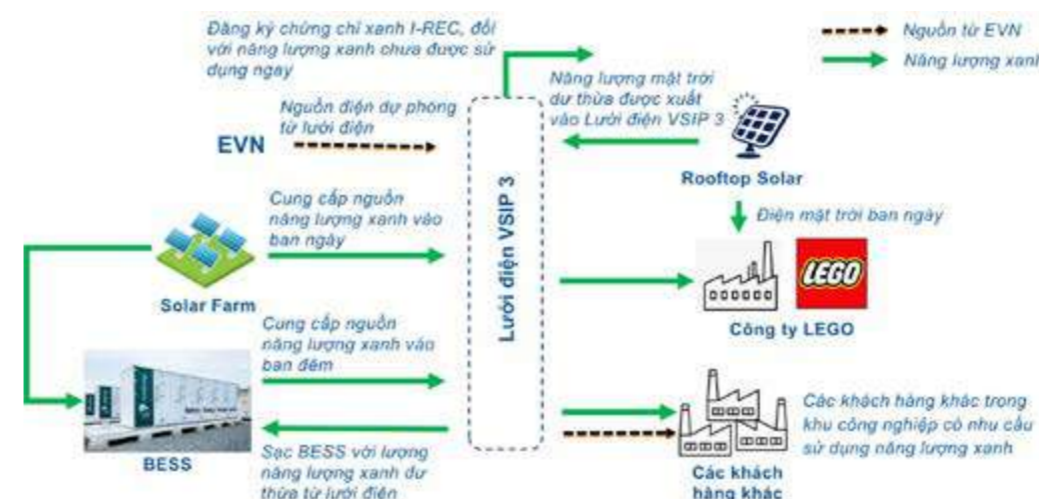 Đăng ký chứng chỉ xanh I-REC, đối
với năng lượng xanh chưa được sử
dụng ngay
Nguồn từ EVN
Năng lượng xanh
Năng lượng mặt trời
dư thừa được xuất
vào Lưới điện VSIP 3
Nguồn điện dự phòng
từ lưới điện
EVN
Rooftop Solar
Cung cấp nguồn
năng lượng xanh vào
ban ngày
Điện mặt trời ban ngày
Lưới điện VSIP 3
LEGO
Solar Farm
Công ty LEGO
Cung cấp nguồn
năng lượng xanh vào
ban đêm
Các khách hàng khác trong
khu công nghiệp có nhu cầu
sử dụng năng lượng xanh
BESS
Sạc BESS với lượng
năng lượng xanh dư
thừa từ lưới điện
Các khách
hàng khác